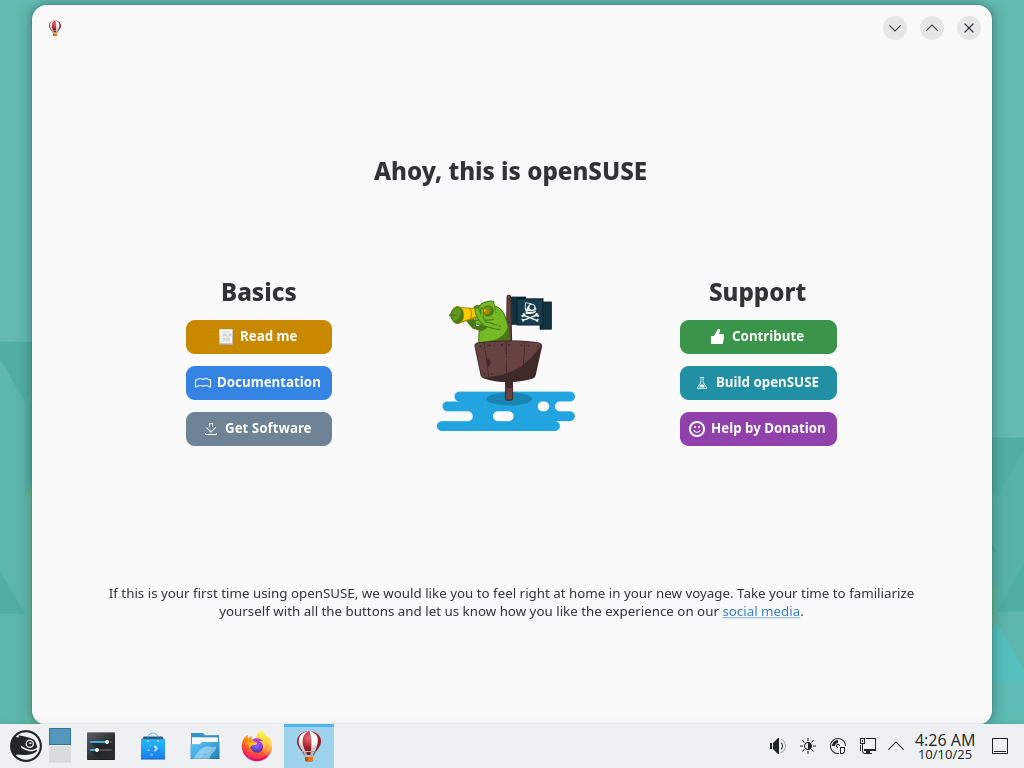 Ahoy, this is openSUSE
Basics
Read me
Documentation
Get Software
Support
Contribute
Build openSUSE
Help by Donation
If this is your first time using openSUSE, we would like you to feel right at home in your new voyage. Take your time to familiarize
yourself with all the buttons and let us know how you like the experience on our social media.
4:26 AM
10/10/25